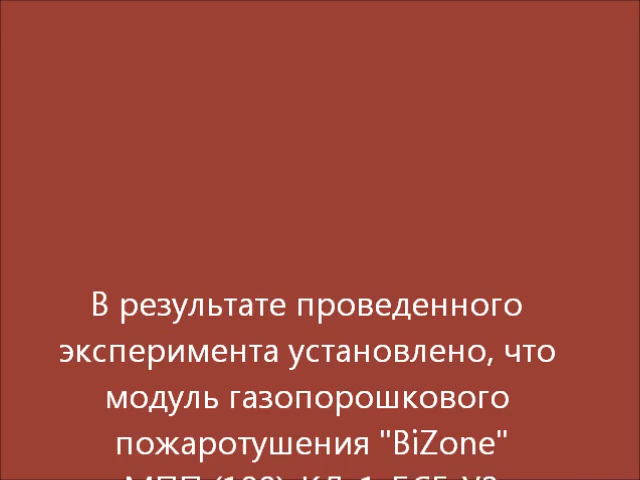 В результате проведенного
эксперимента установлено, что
модуль газопорошкового
пожаротушения "BiZone"